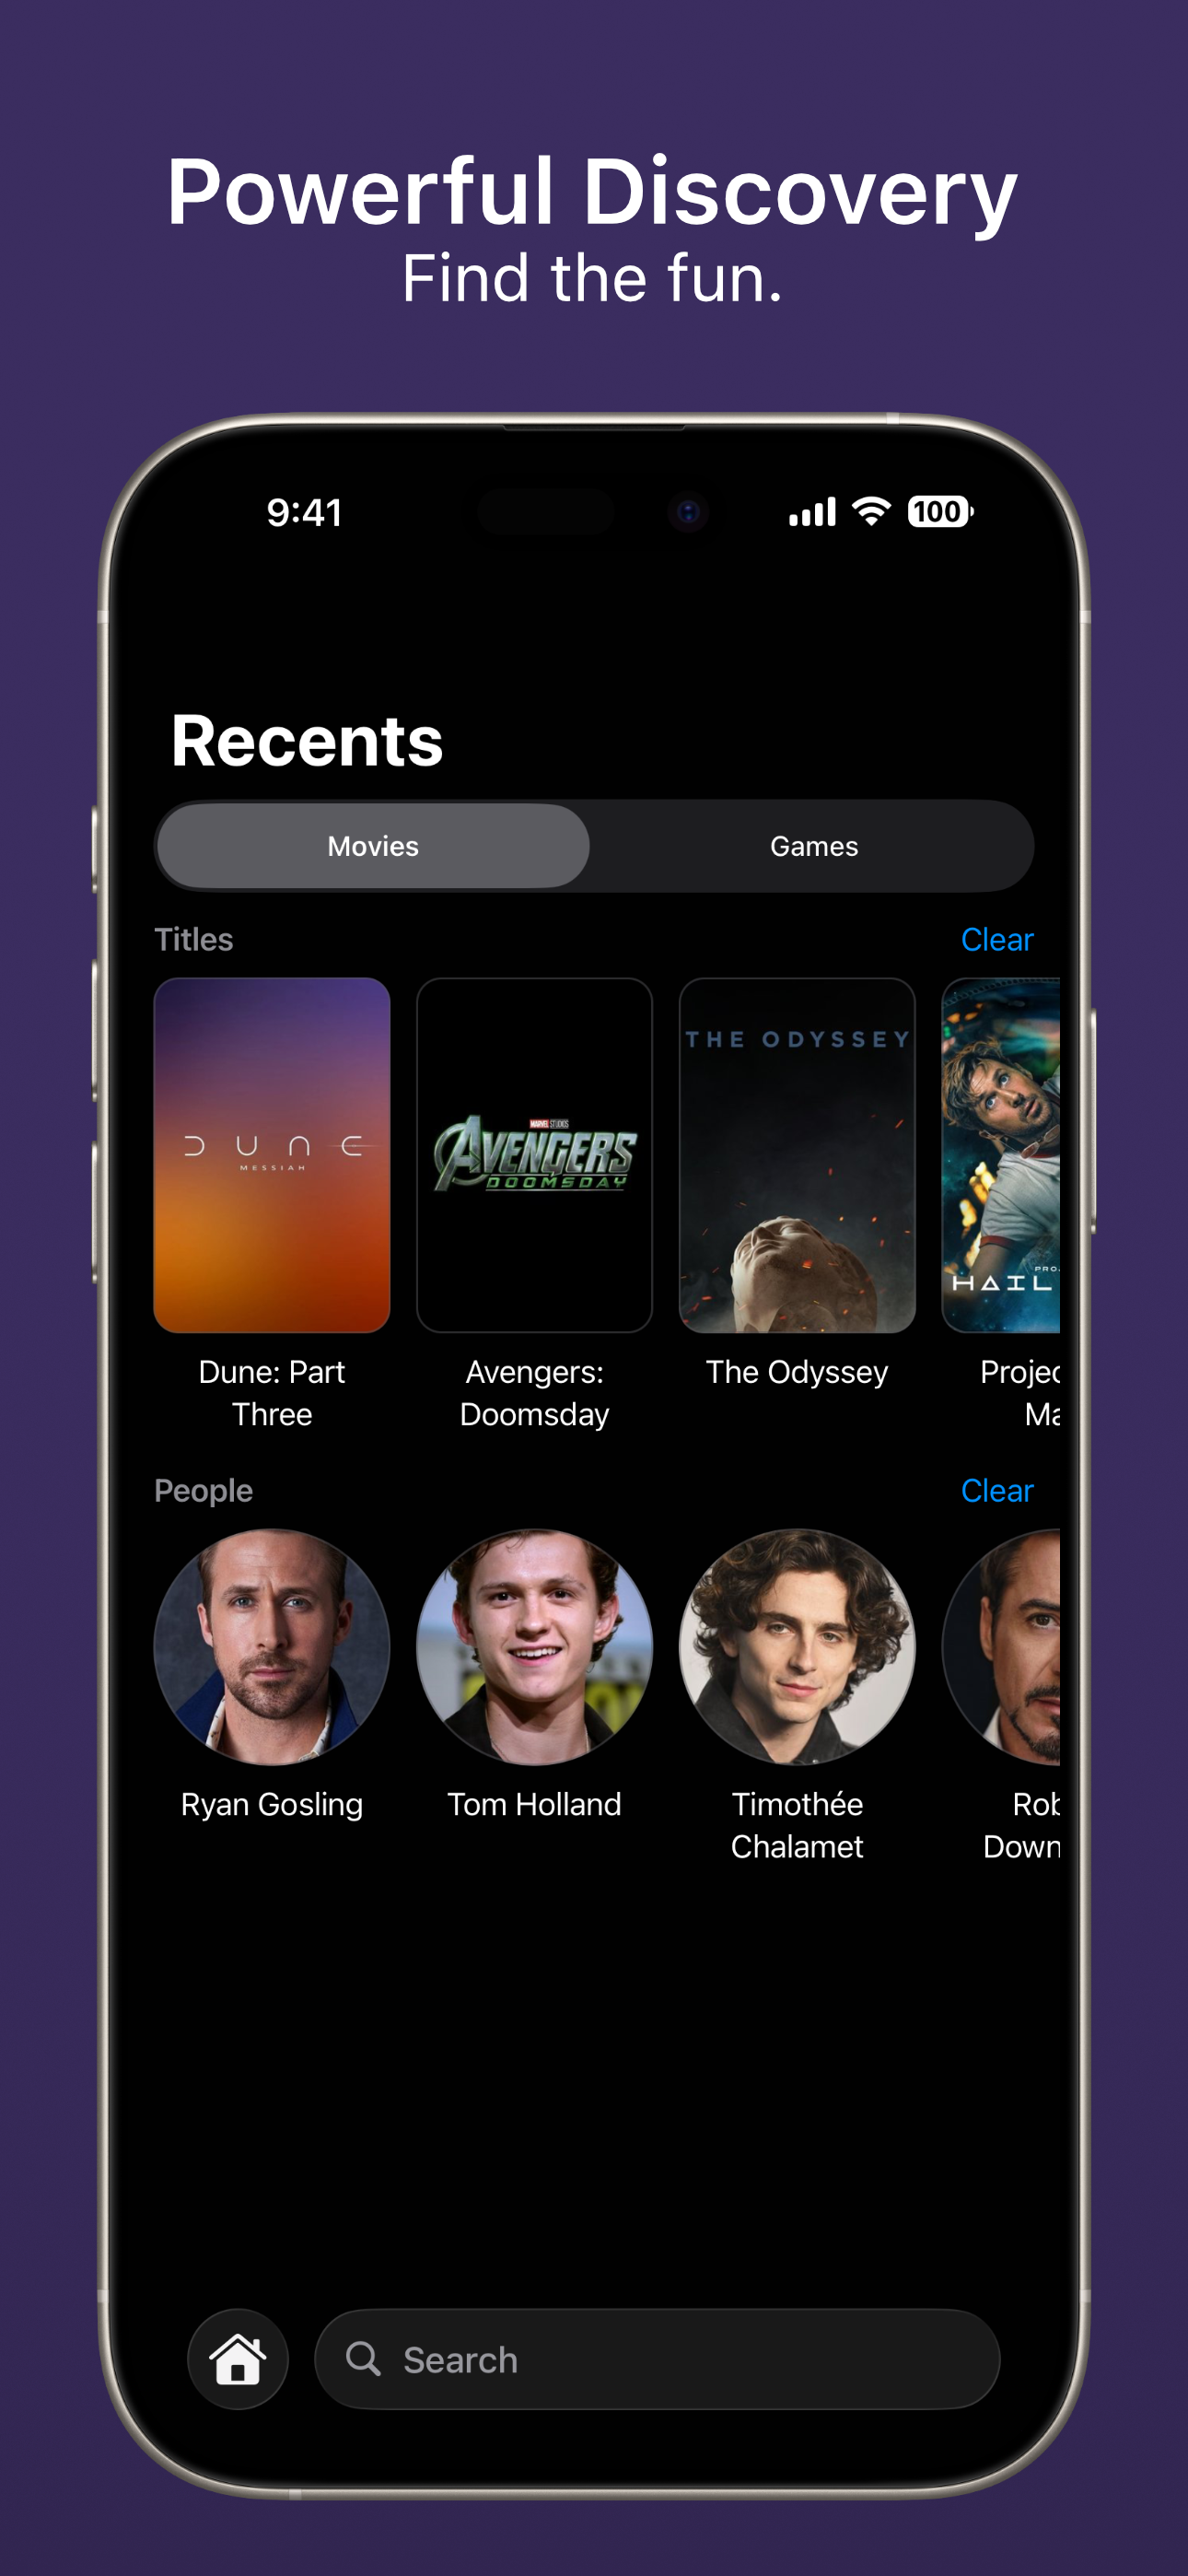 Powerful Discovery
Find the fun.
9:41
100
Recents
Movies Games
Titles Clear
DUNE
MESSIAH
MARVEL STUDIOS
AVENGERS
DOOMSDAY
THE ODYSSEY
PROJ
HAIL
Dune: Part
Three
Avengers:
Doomsday
The Odyssey
Projec
Ma
People Clear
Ryan Gosling
Tom Holland
Timothée
Chalamet
Rob
Down
Search